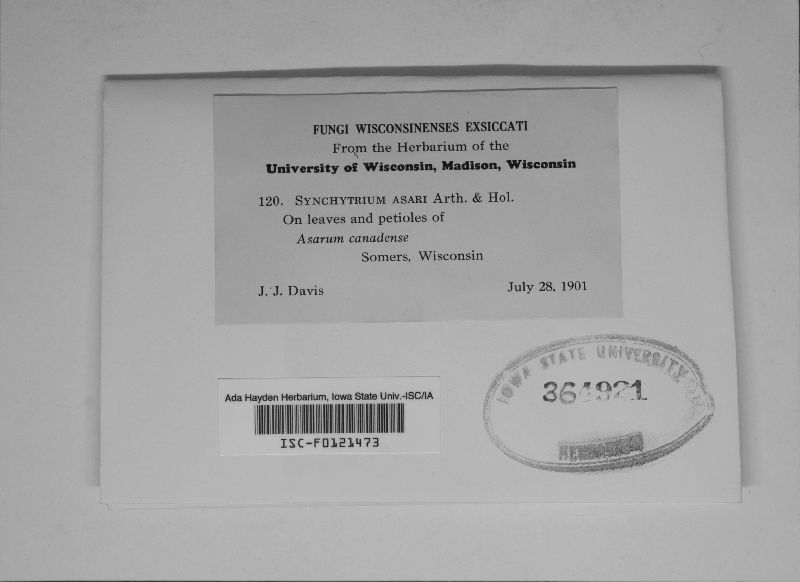 FUNGI WISCONSINENSES EXSICCATI
From the Herbarium of the
University of Wisconsin, Madison, Wisconsin
120. SYNCHYTRIUM ASARI Arth. & Hol.
On leaves and petioles of
Asarum canadense
Somers, Wisconsin
J. J. Davis July 28, 1901
Ada Hayden Herbarium, Iowa State Univ.-ISC/IA
ISC-F0121473
IOWA STATE UNIVERSITY
364921
HERBARIUM